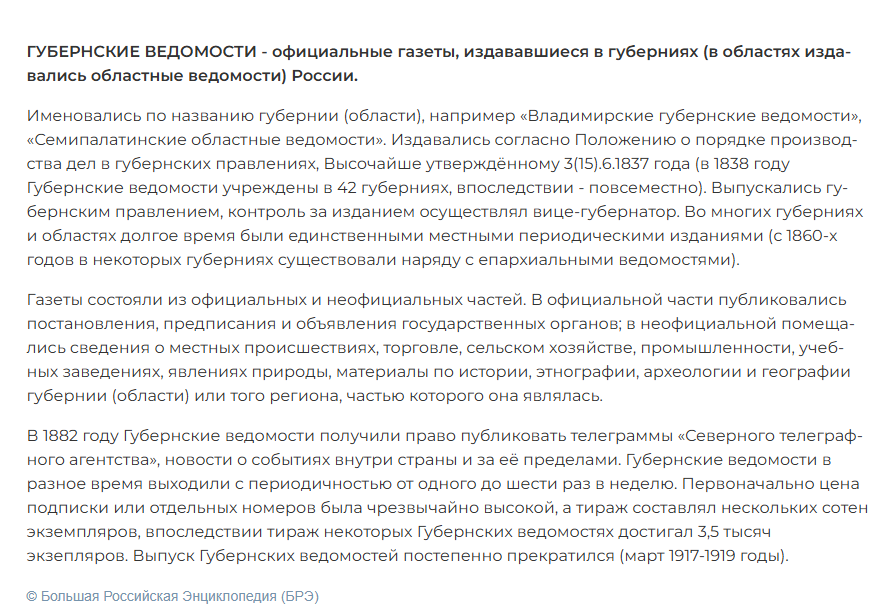 ГУБЕРНСКИЕ ВЕДОМОСТИ - официальные газеты, издававшиеся в губерниях (в областях изда-
вались областные ведомости) России.
Именовались по названию губернии (области), например «Владимирские губернские ведомости»,
«Семипалатинские областные ведомости». Издавались согласно Положению о порядке производ-
ства дел в губернских правлениях, Высочайше утверждённому 3(15).6.1837 года (в 1838 году
Губернские ведомости учреждены в 42 губерниях, впоследствии - повсеместно). Выпускались гу-
бернским правлением, контроль за изданием осуществлял вице-губернатор. Во многих губерниях
и областях долгое время были единственными местными периодическими изданиями (с 1860-х
годов в некоторых губерниях существовали наряду с епархиальными ведомостями).
Газеты состояли из официальных и неофициальных частей. В официальной части публиковались
постановления, предписания и объявления государственных органов; в неофициальной помеща-
лись сведения о местных происшествиях, торговле, сельском хозяйстве, промышленности, учеб-
ных заведениях, явлениях природы, материалы по истории, этнографии, археологии и географии
губернии (области) или того региона, частью которого она являлась.
В 1882 году Губернские ведомости получили право публиковать телеграммы «Северного телеграф-
ного агентства», новости о событиях внутри страны и за её пределами. Губернские ведомости в
разное время выходили с периодичностью от одного до шести раз в неделю. Первоначально цена
подписки или отдельных номеров была чрезвычайно высокой, а тираж составлял нескольких сотен
экземпляров, впоследствии тираж некоторых Губернских ведомостях достигал 3,5 тысяч
экзепляров. Выпуск Губернских ведомостей постепенно прекратился (март 1917-1919 годы).
© Большая Российская Энциклопедия (БРЭ)